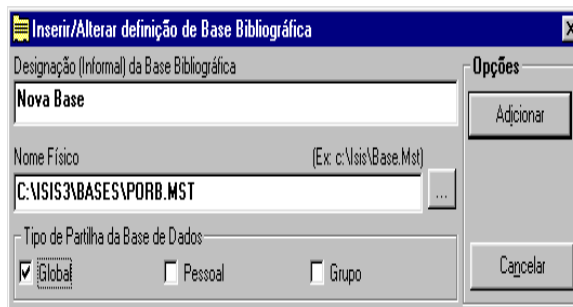 Inserir/Alterar definição de Base Bibliográfica
Designação (Informal) da Base Bibliográfica
Nova Base
Nome Físico (Ex: c:\Isis\Base.Mst)
C:\ISIS3\BASES\PORB.MST
...
Tipo de Partilha da Base de Dados
Global Pessoal Grupo
Opções
Adicionar
Cancelar